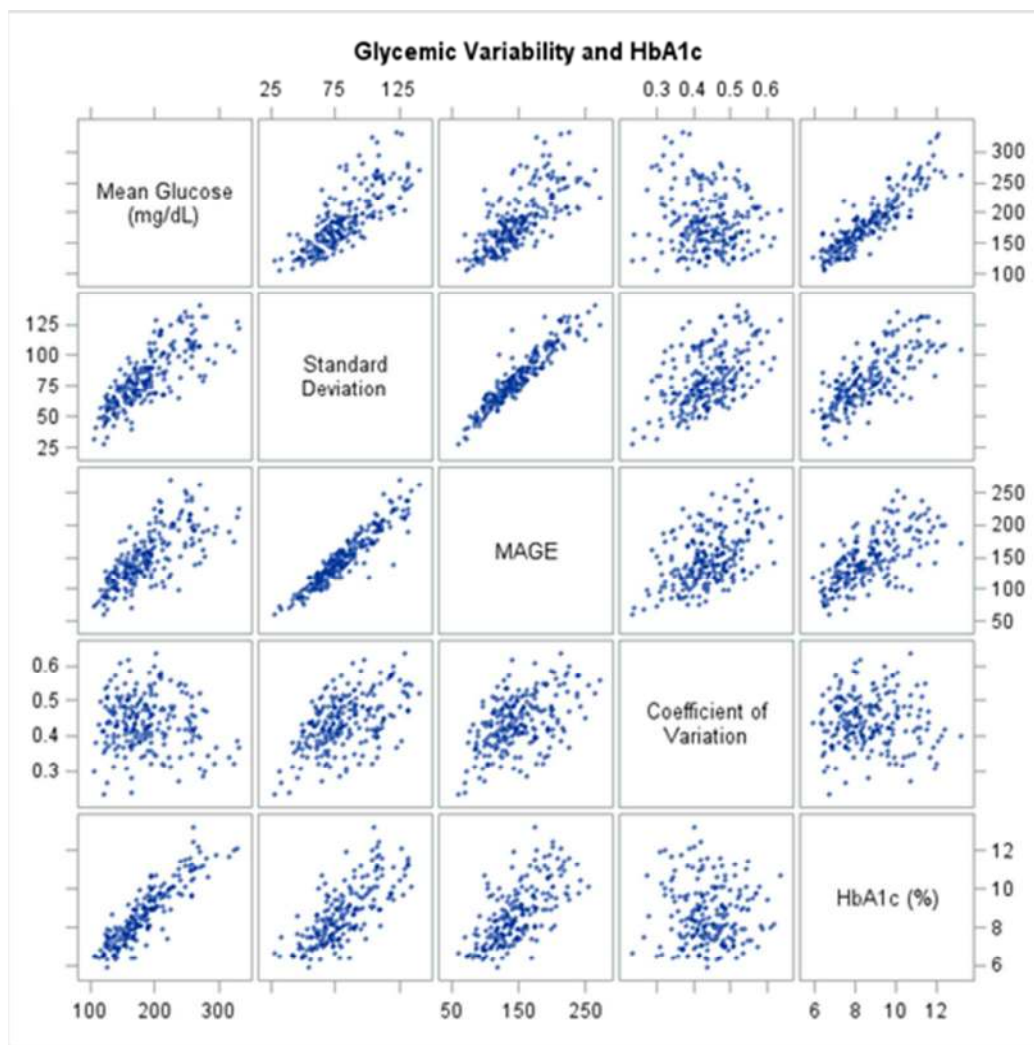 Glycemic Variability and HbA1c
25 75 125 0.3 0.4 0.5 0.6
Mean Glucose
(mg/dL)
300
250
200
150
100
125
100
75
50
25
Standard
Deviation
MAGE
250
200
150
100
50
0.6
0.5
0.4
0.3
Coefficient of
Variation
HbA1c (%)
12
10
8
6
100 200 300 50 150 250 6 8 10 12